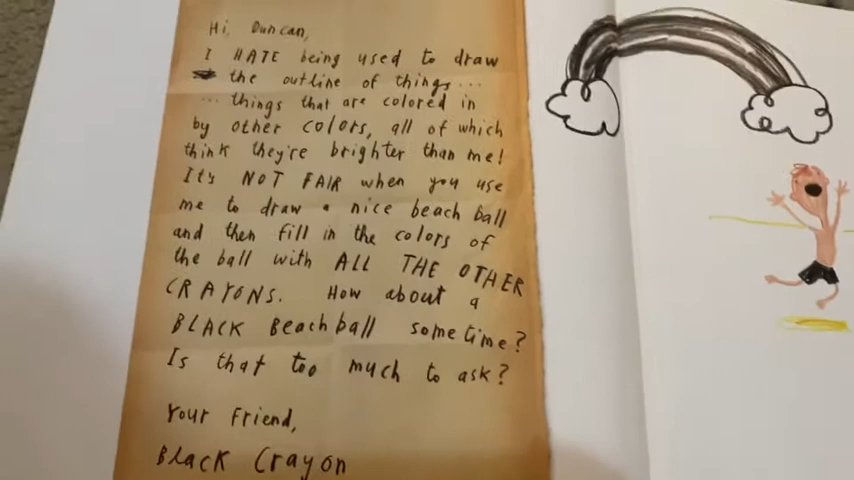 Hi, Duncan,
I HATE being used to draw
the outline of things...
... things that are colored in
by other colors, all of which
think they're brighter than me!
It's NOT FAIR when you use
me to draw a nice beach ball
and then fill in the colors of
the ball with ALL THE OTHER
CRAYONS. How about a
BLACK Beach ball sometime?
Is that too much to ask?
Your Friend,
Black Crayon